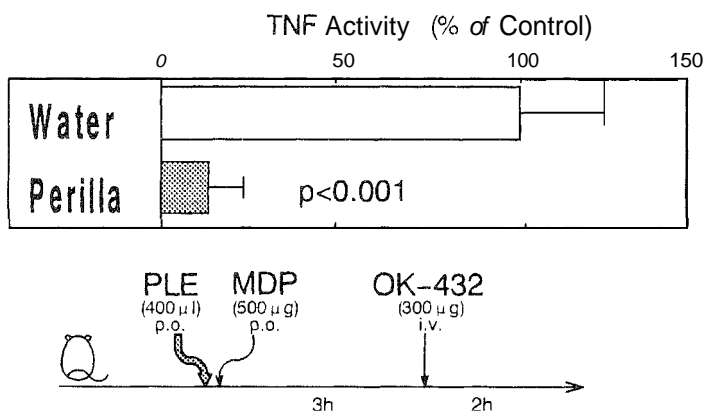 TNF Activity (% of Control)
0 50 100 150
Water
Perilla p<0.001
PLE MDP OK-432
(400 μl) (500 μg) (300 μg)
p.o. p.o. i.v.
3h 2h